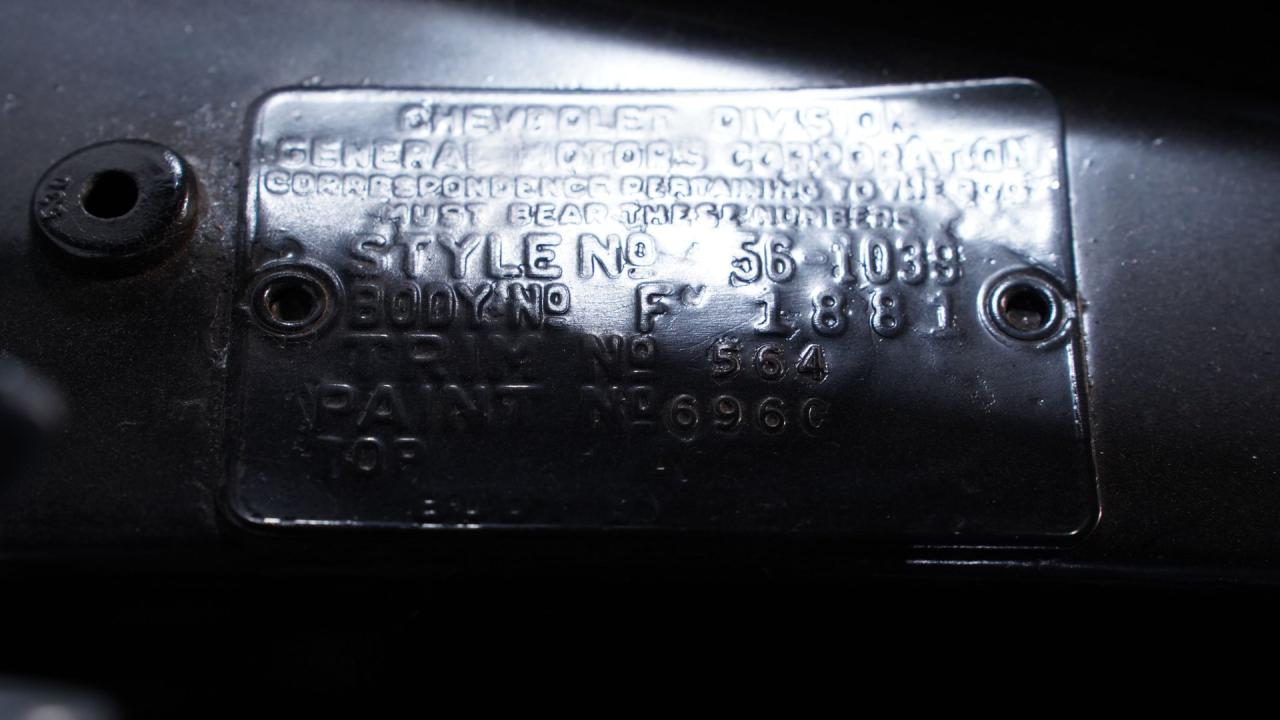 CHEVROLET DIVISION
GENERAL MOTORS CORPORATION
CORRESPONDENCE PERTAINING TO THE BODY
MUST BEAR THESE NUMBERS
STYLE Nº 56-1039
BODY Nº F 1881
TRIM Nº 564
PAINT Nº 696C
TOP